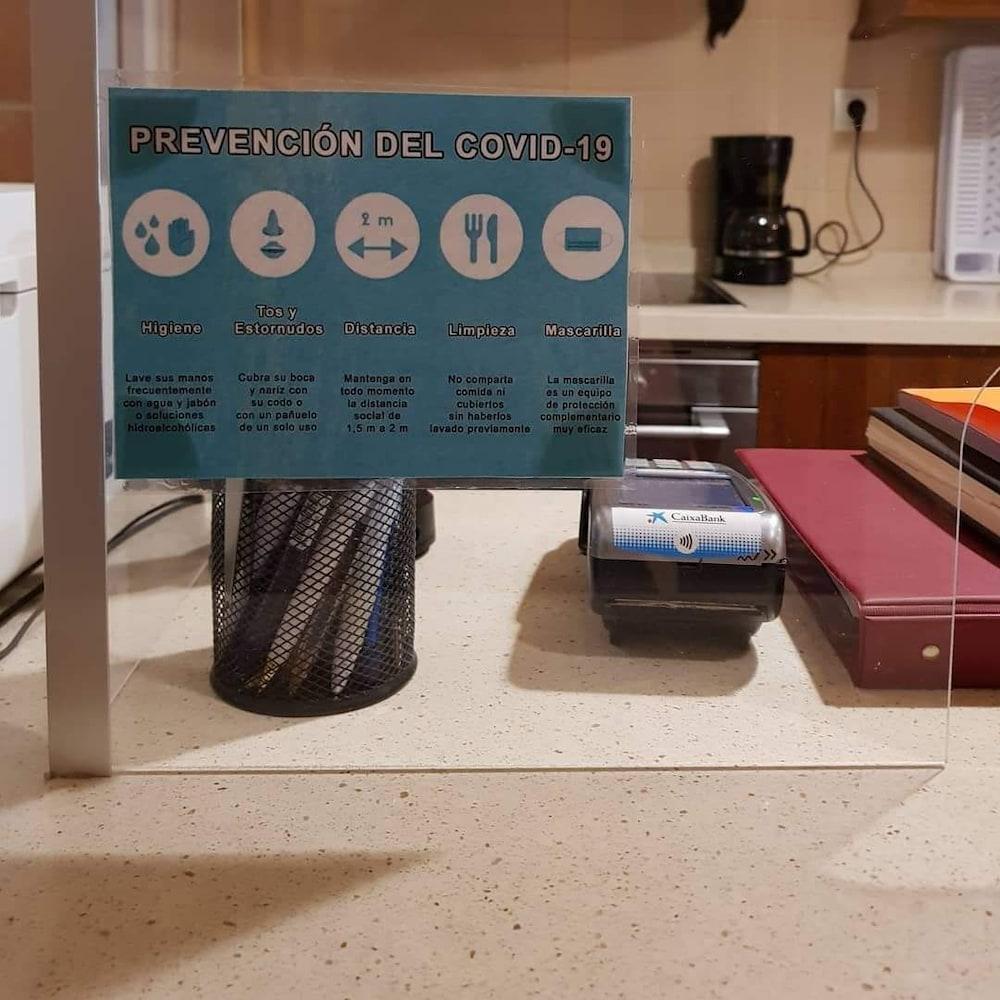 PREVENCIÓN DEL COVID-19
2 m
Higiene
Lave sus manos
frecuentemente
con agua y jabón
o soluciones
hidroalcohólicas
Tos y
Estornudos
Cubra su boca
y nariz con
su codo o
con un pañuelo
de un solo uso
Distancia
Mantenga en
todo momento
la distancia
social de
1,5 m a 2 m
Limpieza
No comparta
comida ni
cubiertos
sin haberlos
lavado previamente
Mascarilla
La mascarilla
es un equipo
de protección
complementario
muy eficaz
CaixaBank